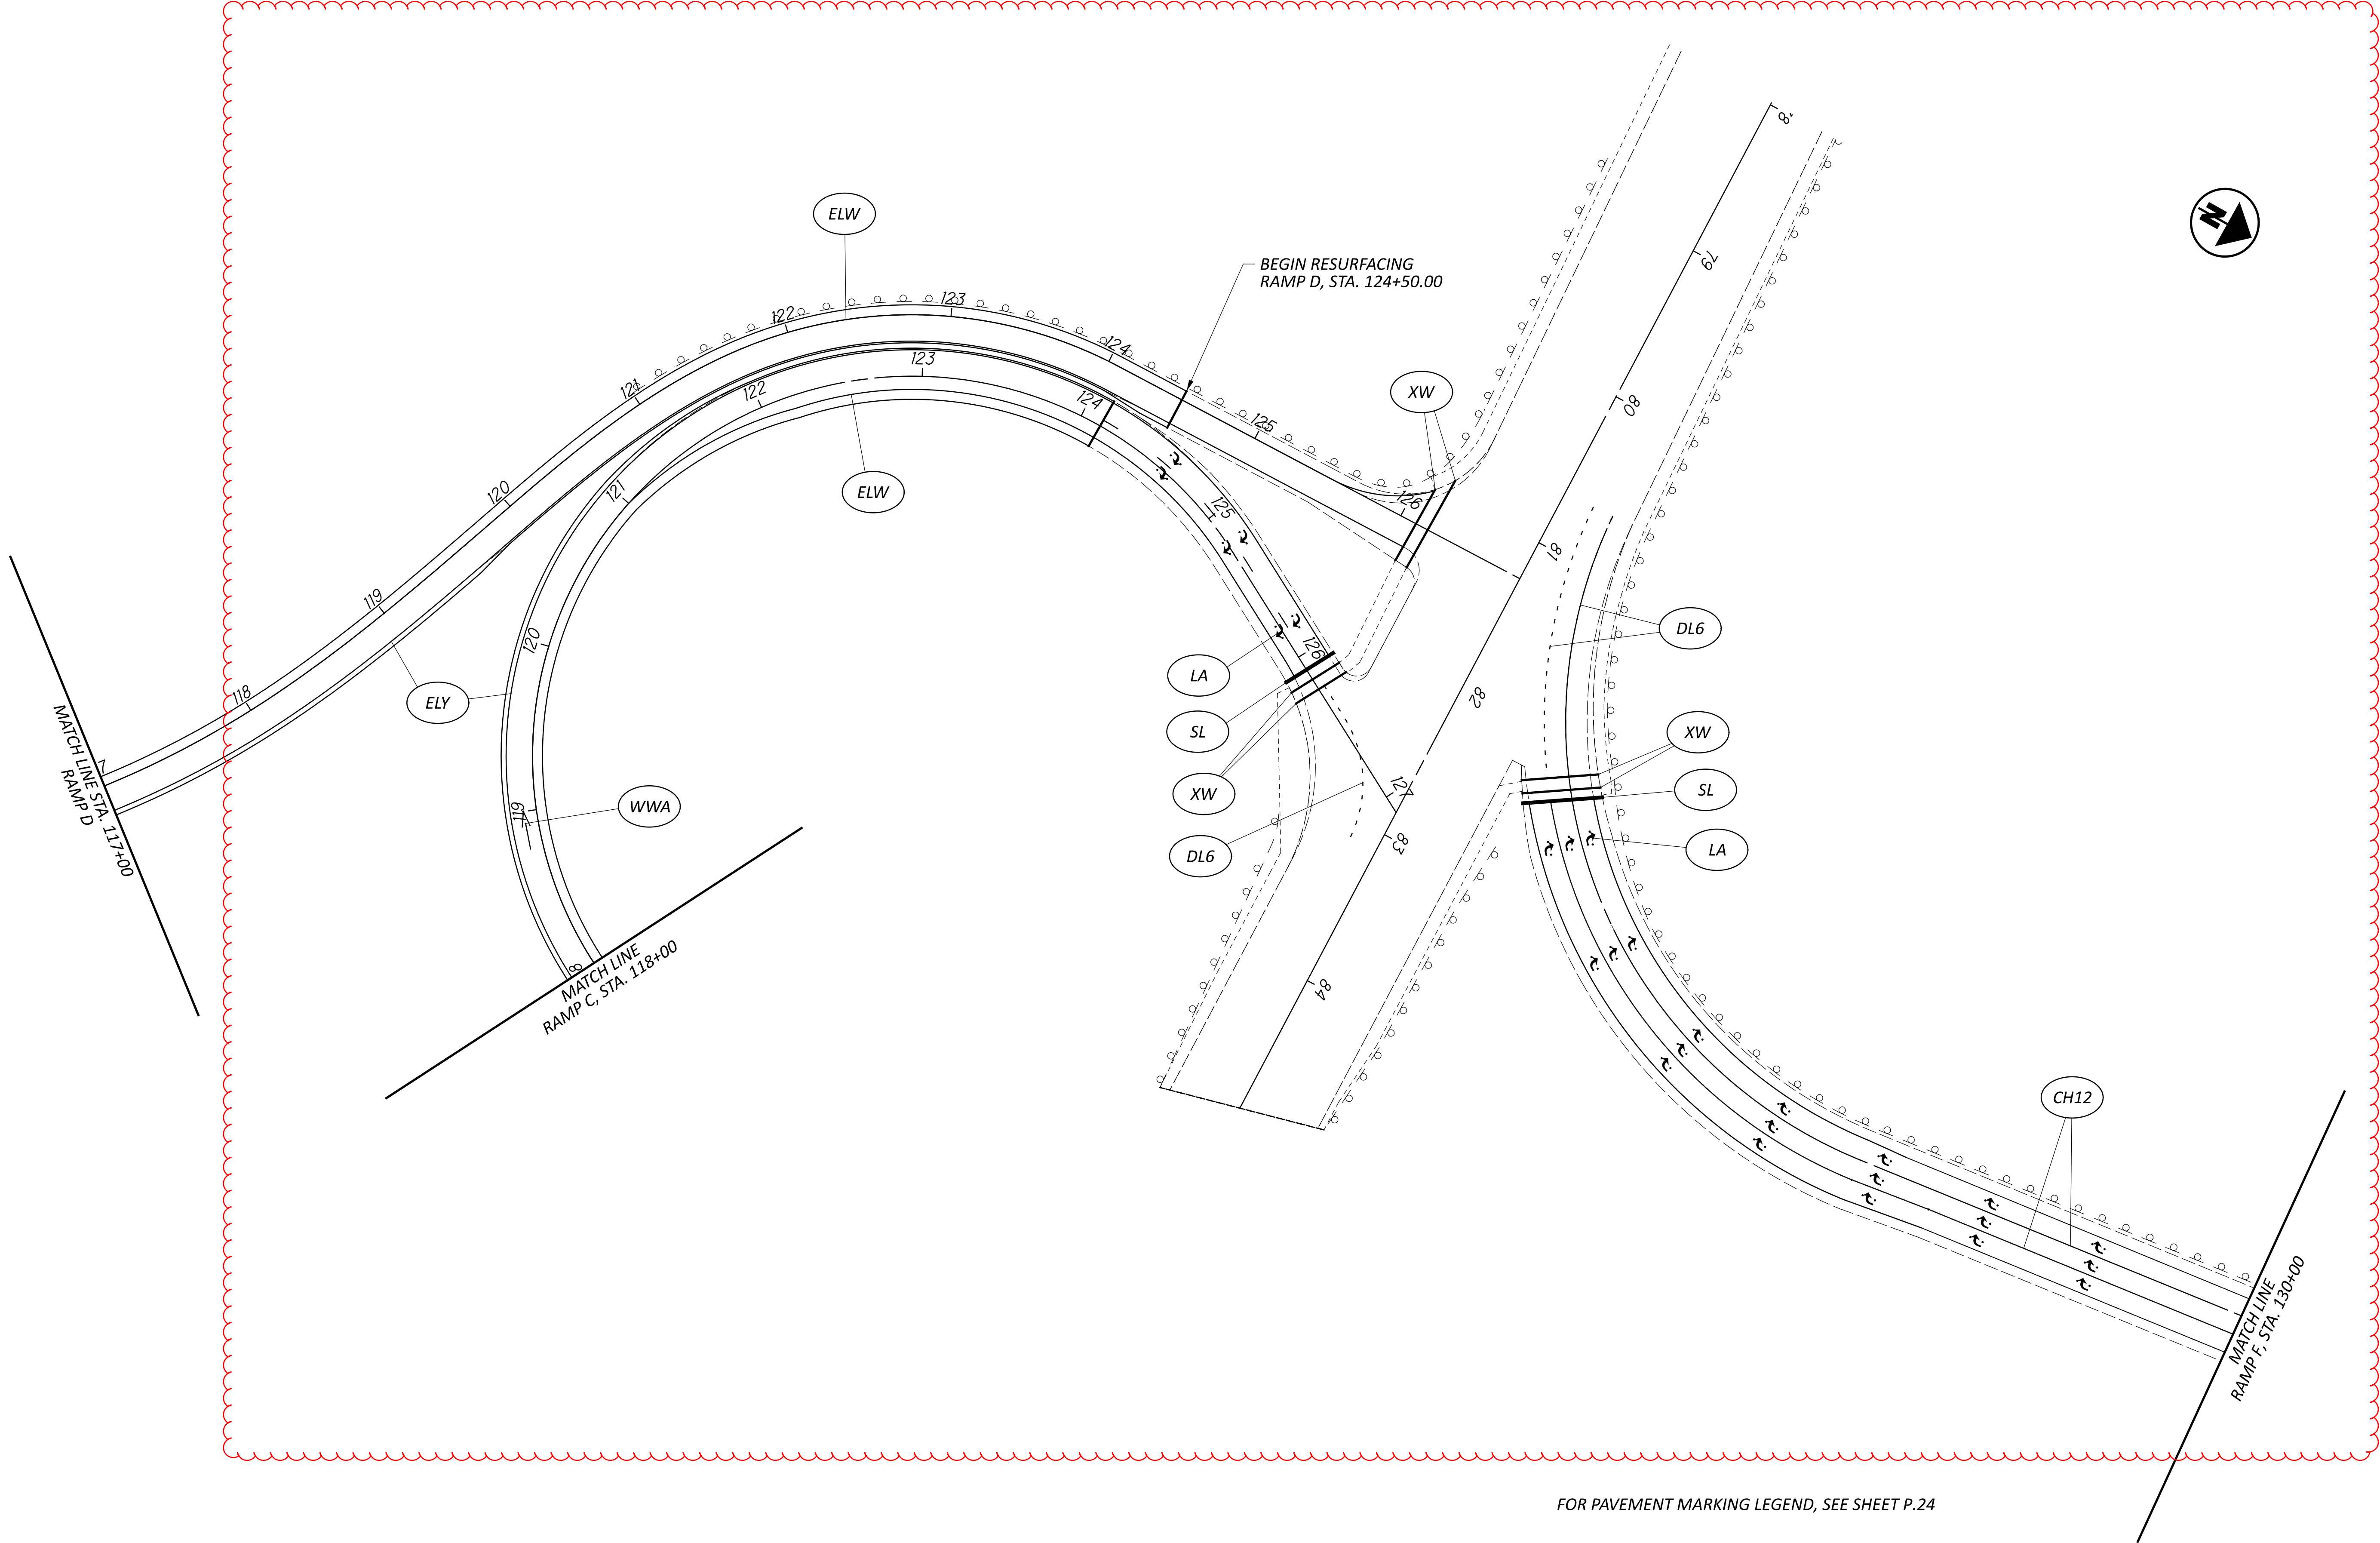 ELW
BEGIN RESURFACING
RAMP D, STA. 124+50.00
XW
ELW
DL6
ELY
WWA
LA
SL
XW
DL6
XW
SL
LA
CH12
7
118
119
120
121
122
123
124
125
126
8
119
120
121
122
123
124
125
126
127
79
80
81
82
83
84
N
MATCH LINE STA. 117+00
RAMP D
MATCH LINE
RAMP C, STA. 118+00
MATCH LINE
RAMP F, STA. 130+00
FOR PAVEMENT MARKING LEGEND, SEE SHEET P.24